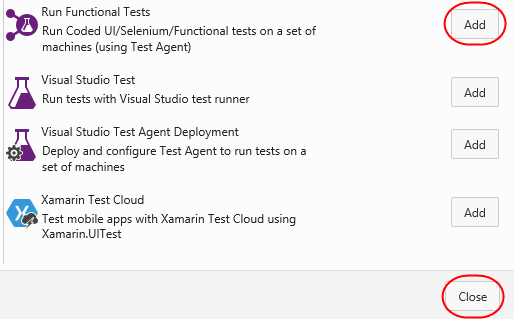 Run Functional Tests
Run Coded UI/Selenium/Functional tests on a set of
machines (using Test Agent)
Add
Visual Studio Test
Run tests with Visual Studio test runner
Add
Visual Studio Test Agent Deployment
Deploy and configure Test Agent to run tests on a
set of machines
Add
Xamarin Test Cloud
Test mobile apps with Xamarin Test Cloud using
Xamarin.UITest
Add
Close